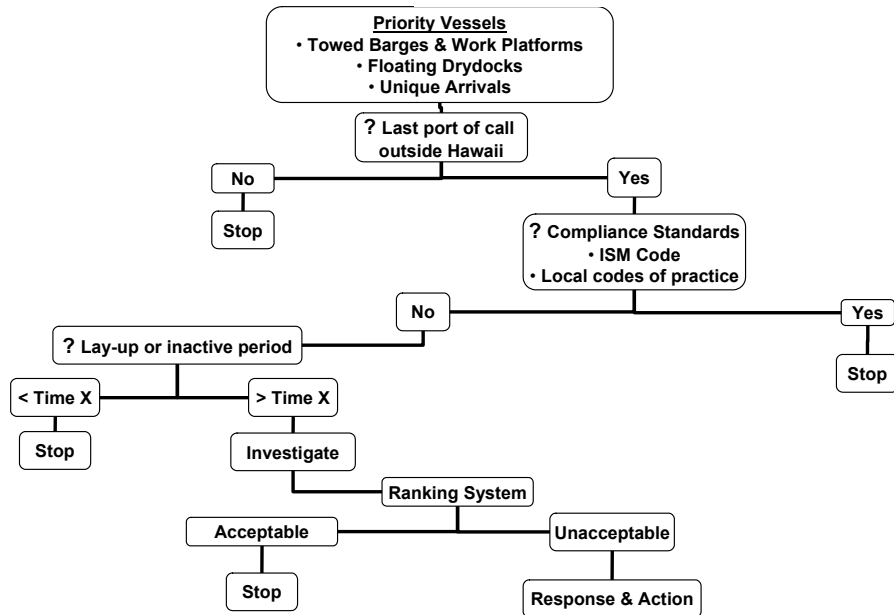 Priority Vessels
• Towed Barges & Work Platforms
• Floating Drydocks
• Unique Arrivals
? Last port of call
outside Hawaii
No
Yes
Stop
? Compliance Standards
• ISM Code
• Local codes of practice
No
Yes
? Lay-up or inactive period
Stop
< Time X
> Time X
Stop
Investigate
Ranking System
Acceptable
Unacceptable
Stop
Response & Action